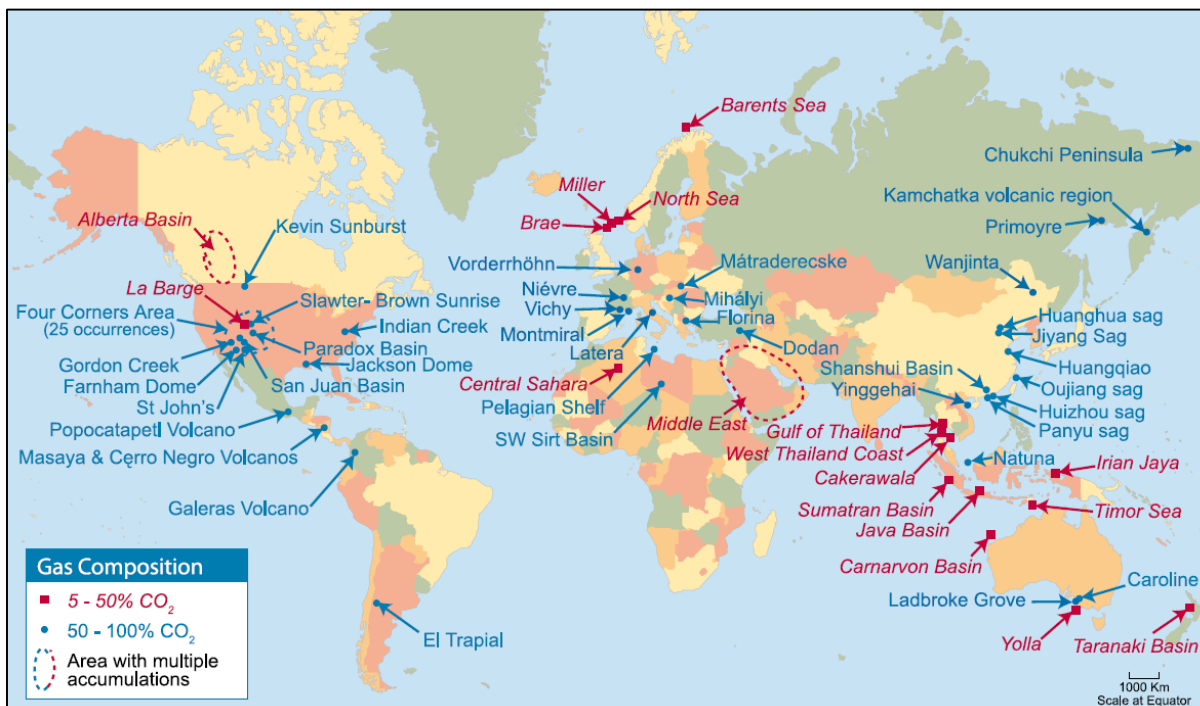 Barents Sea
Chukchi Peninsula
Miller
North Sea
Kamchatka volcanic region
Alberta Basin
Kevin Sunburst
Brae
Primoyre
Vorderrhöhn
Mátraderecske
Wanjinta
La Barge
Niévre
Mihályi
Slawter- Brown Sunrise
Four Corners Area
(25 occurrences)
Vichy
Florina
Huanghua sag
Indian Creek
Montmiral
Jiyang Sag
Paradox Basin
Latera
Dodan
Gordon Creek
Jackson Dome
Huangqiao
Farnham Dome
San Juan Basin
Central Sahara
Shanshui Basin
Oujiang sag
St John's
Pelagian Shelf
Middle East
Yinggehai
Huizhou sag
Popocatapetl Volcano
SW Sirt Basin
Gulf of Thailand
Panyu sag
Masaya & Cęrro Negro Volcanos
West Thailand Coast
Natuna
Irian Jaya
Cakerawala
Galeras Volcano
Sumatran Basin
Timor Sea
Java Basin
Carnarvon Basin
Caroline
Ladbroke Grove
El Trapial
Yolla
Taranaki Basin
Gas Composition
5 - 50% CO2
50 - 100% CO2
Area with multiple
accumulations
1000 Km
Scale at Equator